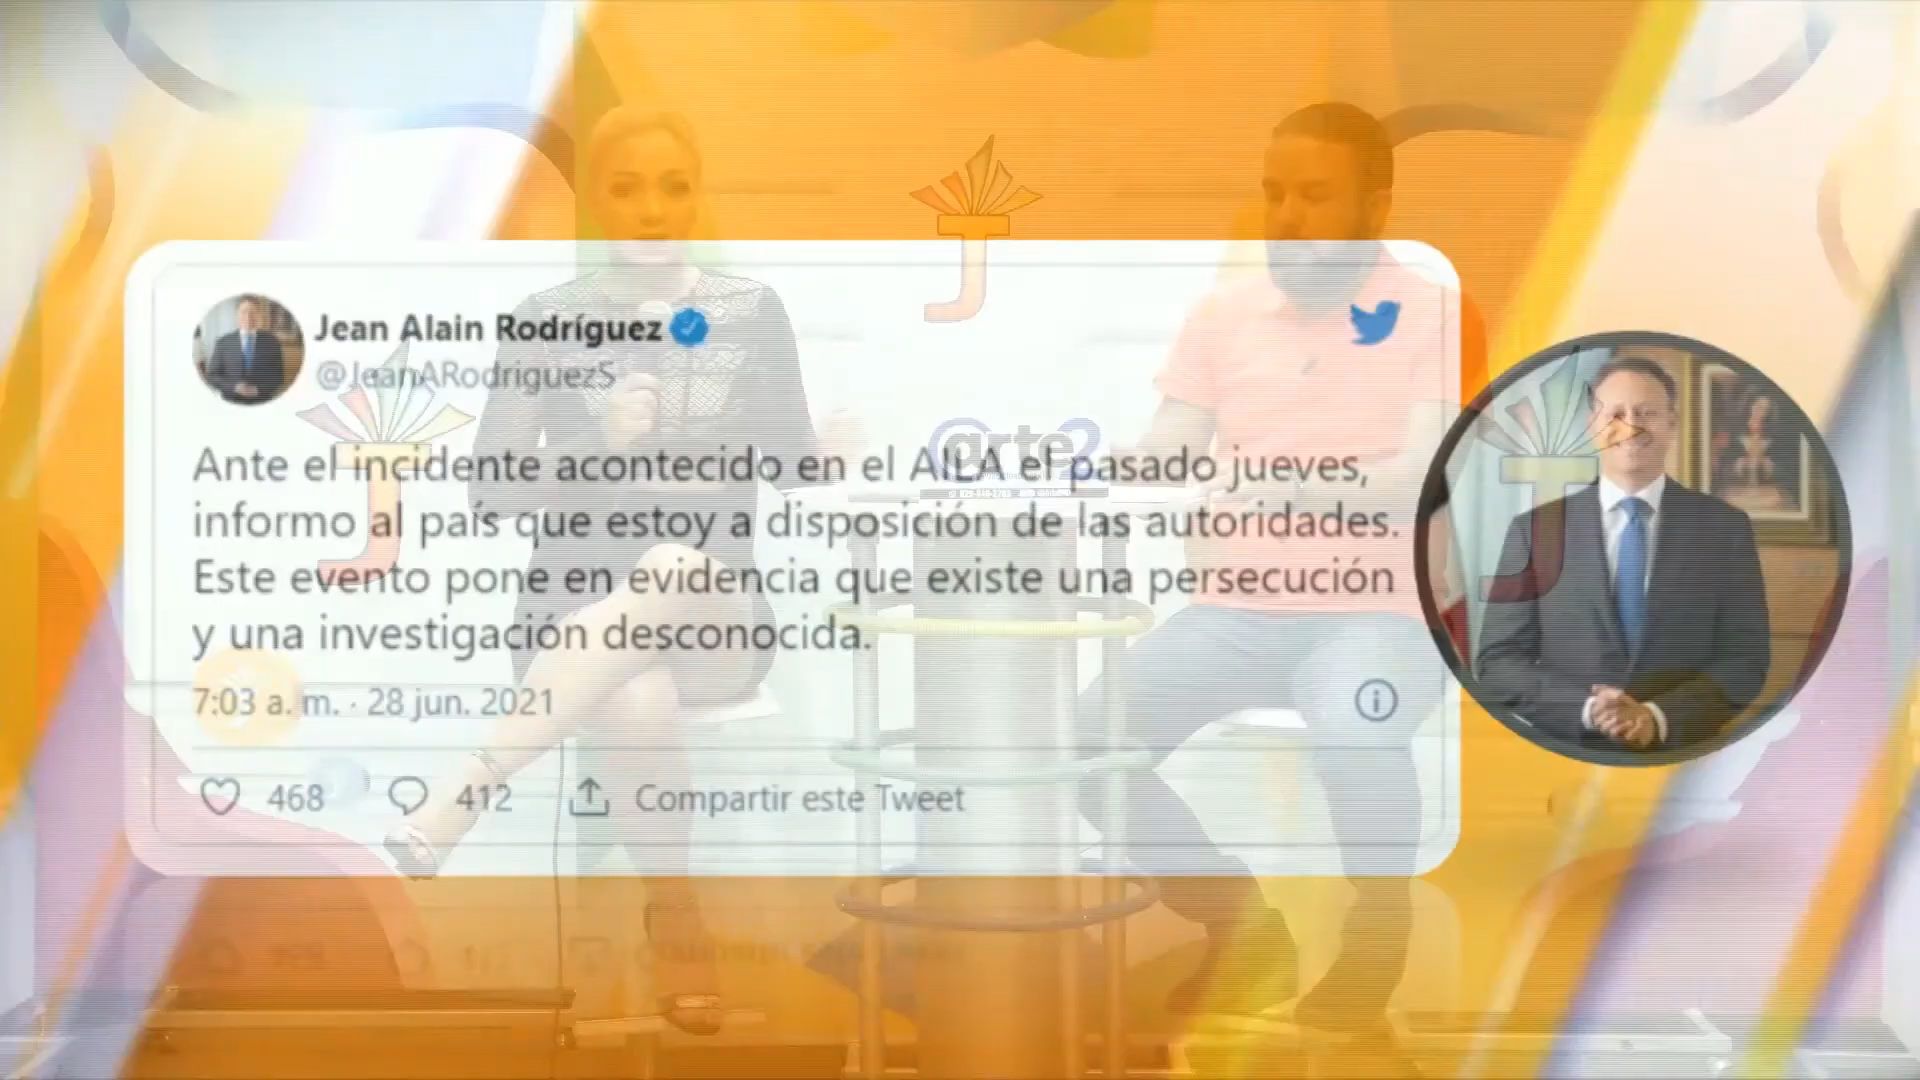 Jean Alain Rodríguez
@JeanARodriguezS
Ante el incidente acontecido en el AILA el pasado jueves,
informo al país que estoy a disposición de las autoridades.
Este evento pone en evidencia que existe una persecución
y una investigación desconocida.
7:03 a. m. · 28 jun. 2021
468 412 Compartir este Tweet
J
J
J
@rte